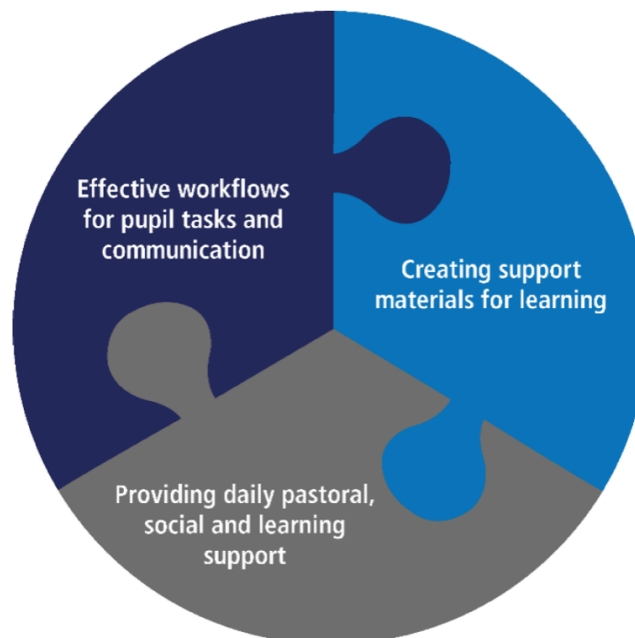 Effective workflows
for pupil tasks and
communication
Creating support
materials for learning
Providing daily pastoral,
social and learning
support